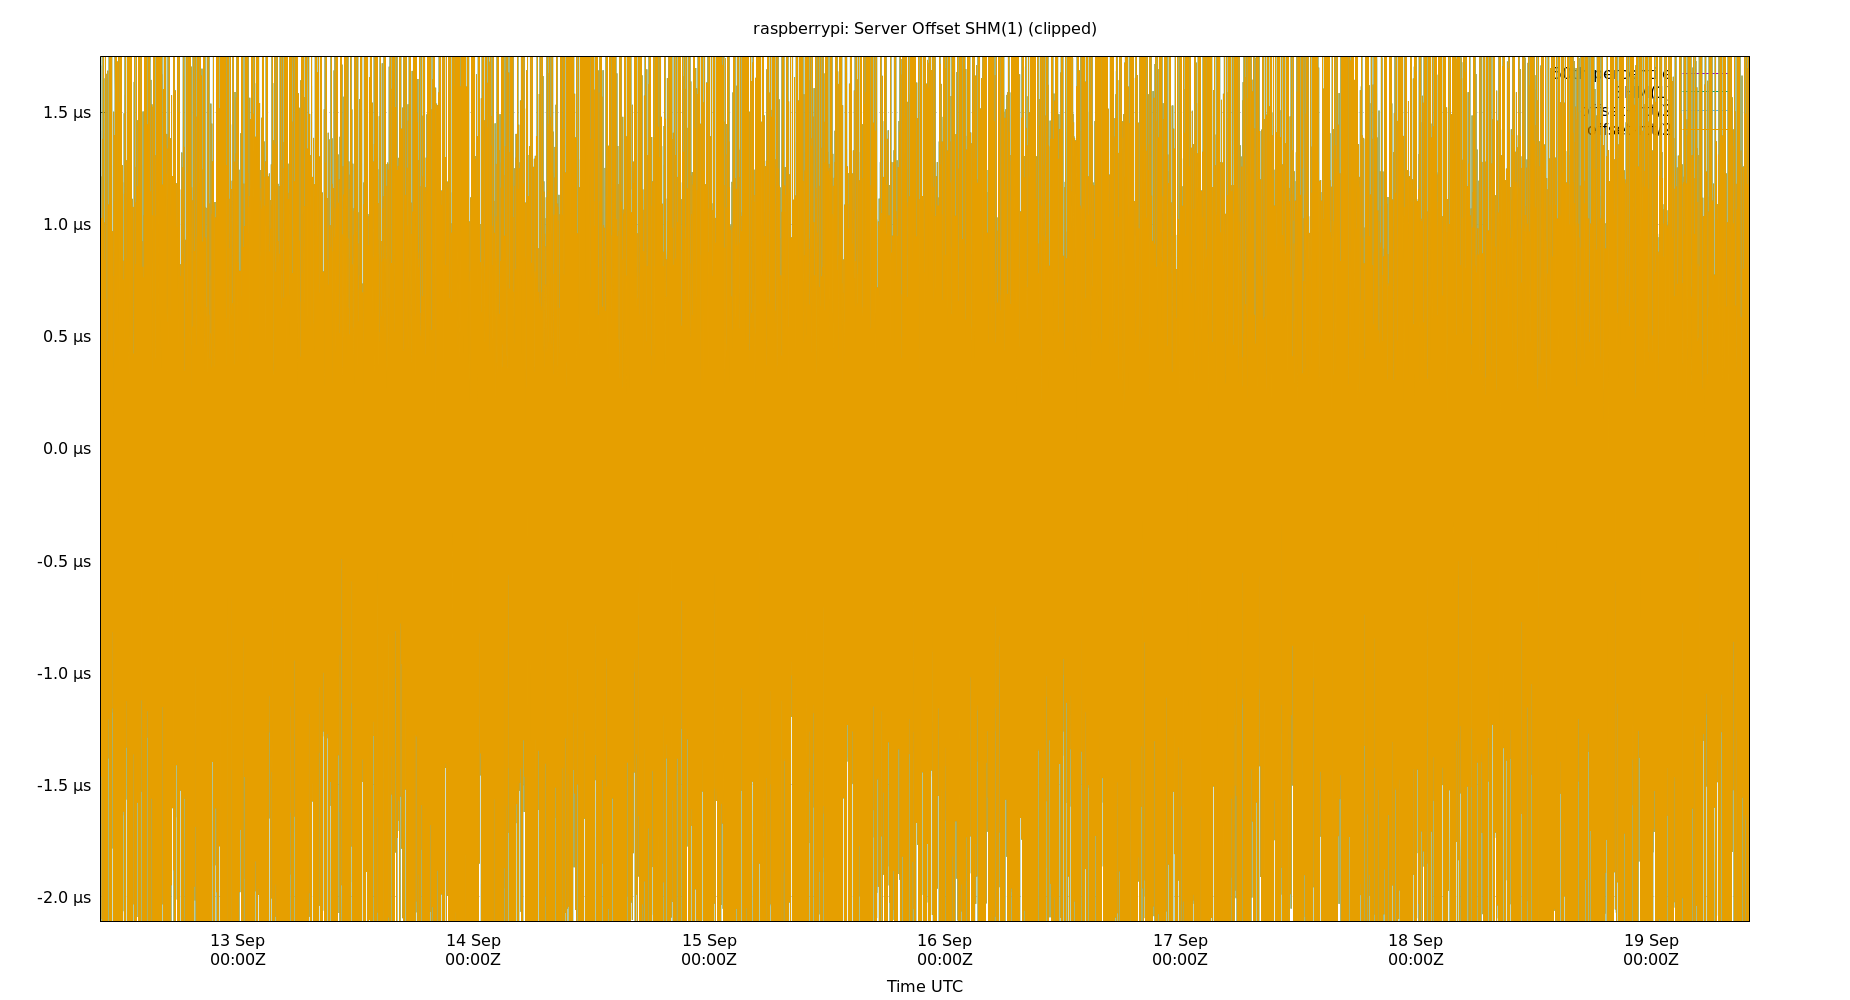 raspberrypi: Server Offset SHM(1) (clipped)
1.5 µs
1.0 µs
0.5 µs
0.0 µs
-0.5 µs
-1.0 µs
-1.5 µs
-2.0 µs
13 Sep 14 Sep 15 Sep 16 Sep 17 Sep 18 Sep 19 Sep
00:00Z 00:00Z 00:00Z 00:00Z 00:00Z 00:00Z 00:00Z
Time UTC